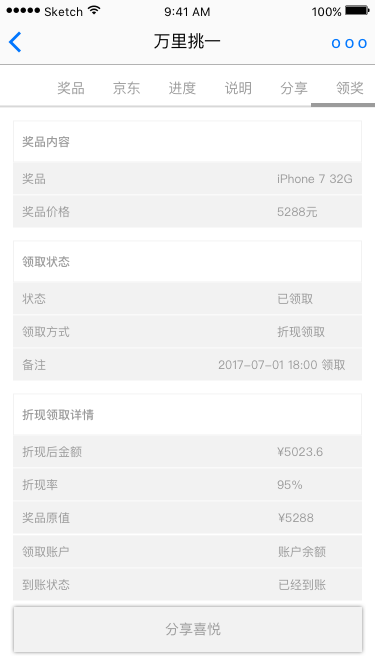 Sketch 9:41 AM 100%
万里挑一
奖品 京东 进度 说明 分享 领奖
奖品内容
奖品 iPhone 7 32G
奖品价格 5288元
领取状态
状态 已领取
领取方式 折现领取
备注 2017-07-01 18:00 领取
折现领取详情
折现后金额 ¥5023.6
折现率 95%
奖品原值 ¥5288
领取账户 账户余额
到账状态 已经到账
分享喜悦